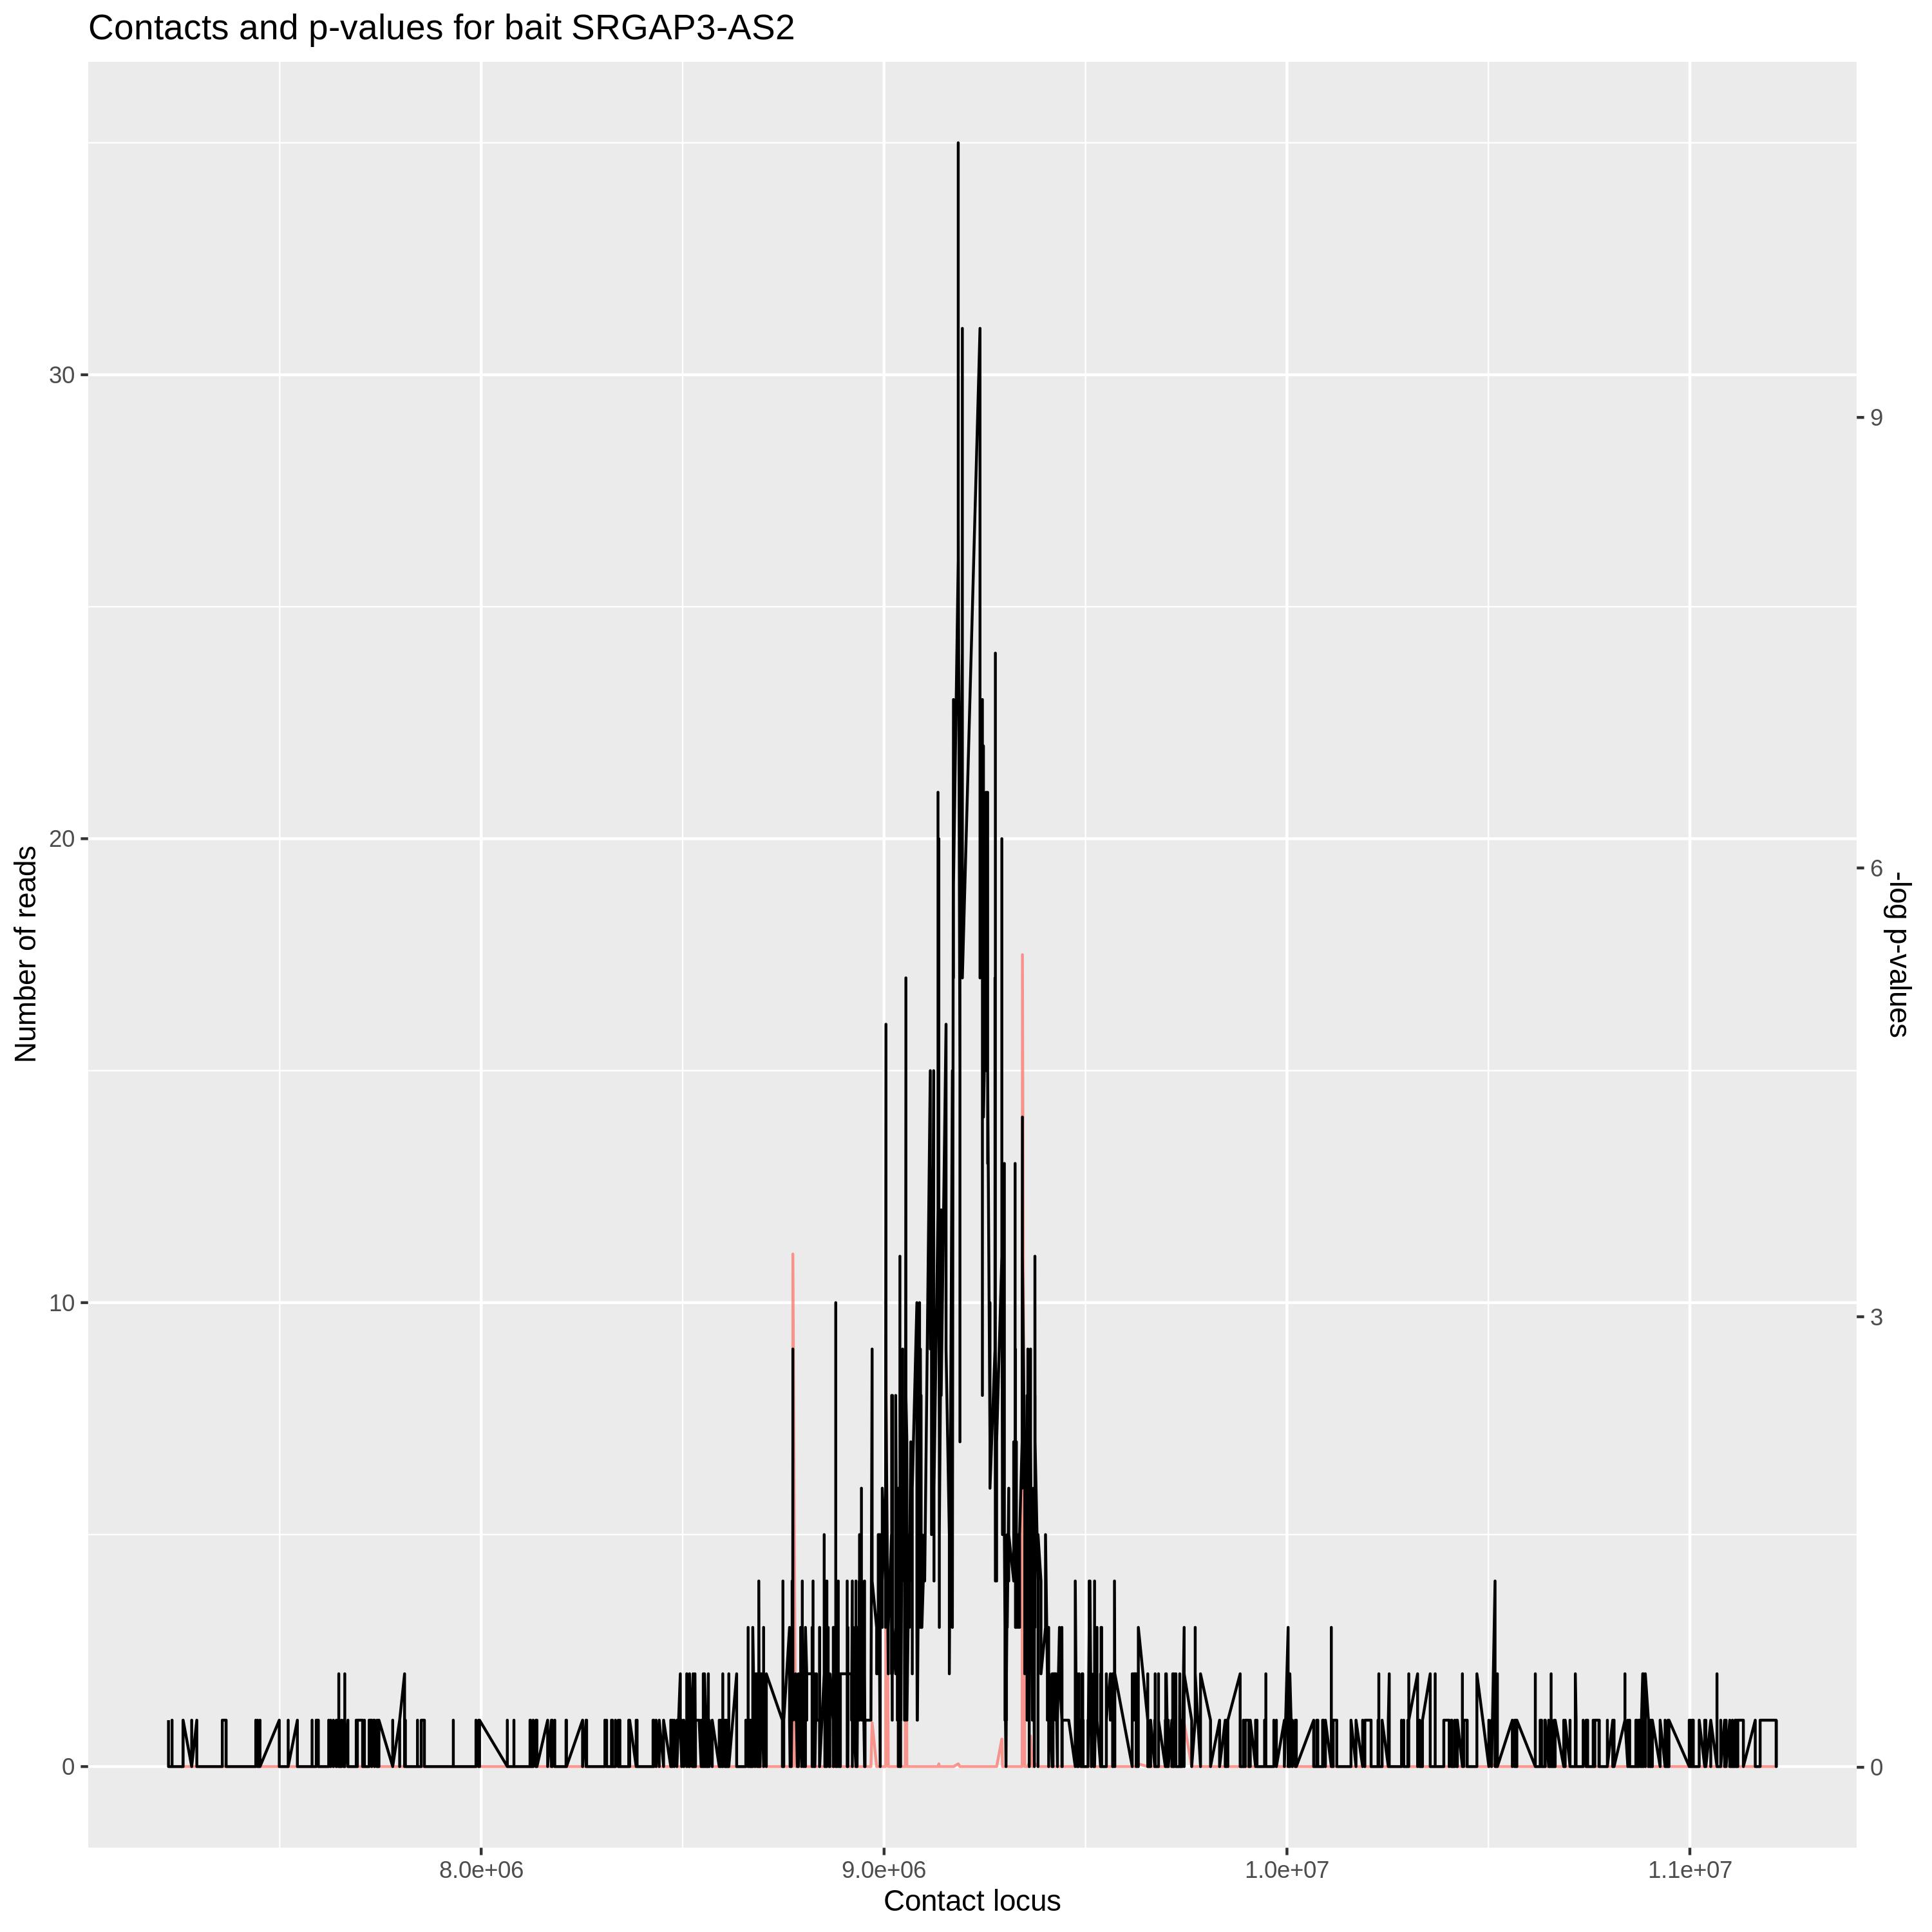 Contacts and p-values for bait SRGAP3-AS2
Number of reads
30
20
10
0
9
6
3
0
-log p-values
8.0e+06 9.0e+06 1.0e+07 1.1e+07
Contact locus